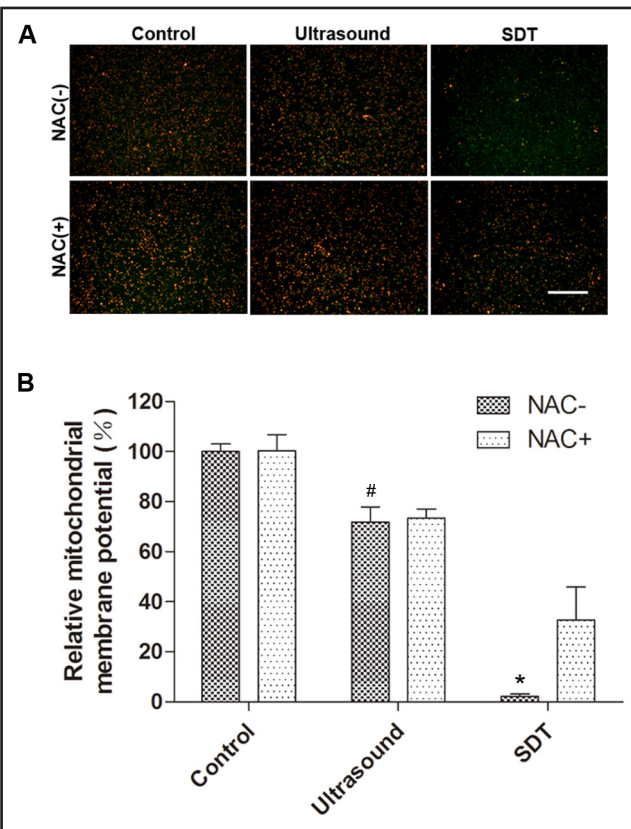 A
Control Ultrasound SDT
NAC(-)
NAC(+)
B
Relative mitochondrial
membrane potential (%)
120
100
80
60
40
20
0
#
*
NAC-
NAC+
Control
Ultrasound
SDT